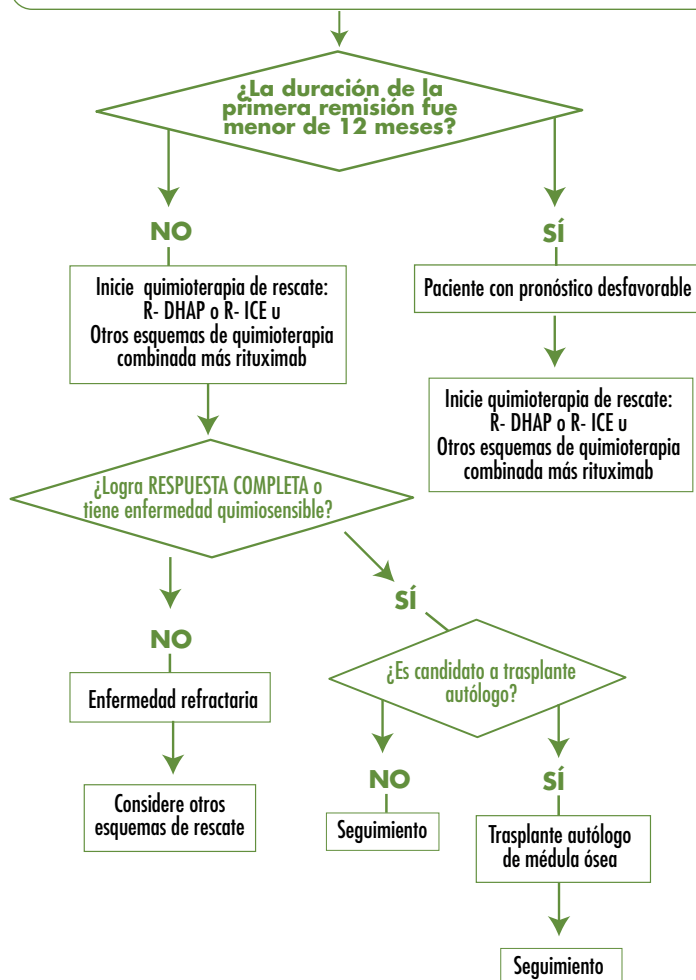 ¿La duración de la
primera remisión fue
menor de 12 meses?
NO
SÍ
Inicie quimioterapia de rescate:
R- DHAP o R- ICE u
Otros esquemas de quimioterapia
combinada más rituximab
Paciente con pronóstico desfavorable
Inicie quimioterapia de rescate:
R- DHAP o R- ICE u
Otros esquemas de quimioterapia
combinada más rituximab
¿Logra RESPUESTA COMPLETA o
tiene enfermedad quimiosensible?
NO
SÍ
Enfermedad refractaria
Considere otros
esquemas de rescate
¿Es candidato a trasplante
autólogo?
NO
SÍ
Seguimiento
Trasplante autólogo
de médula ósea
Seguimiento